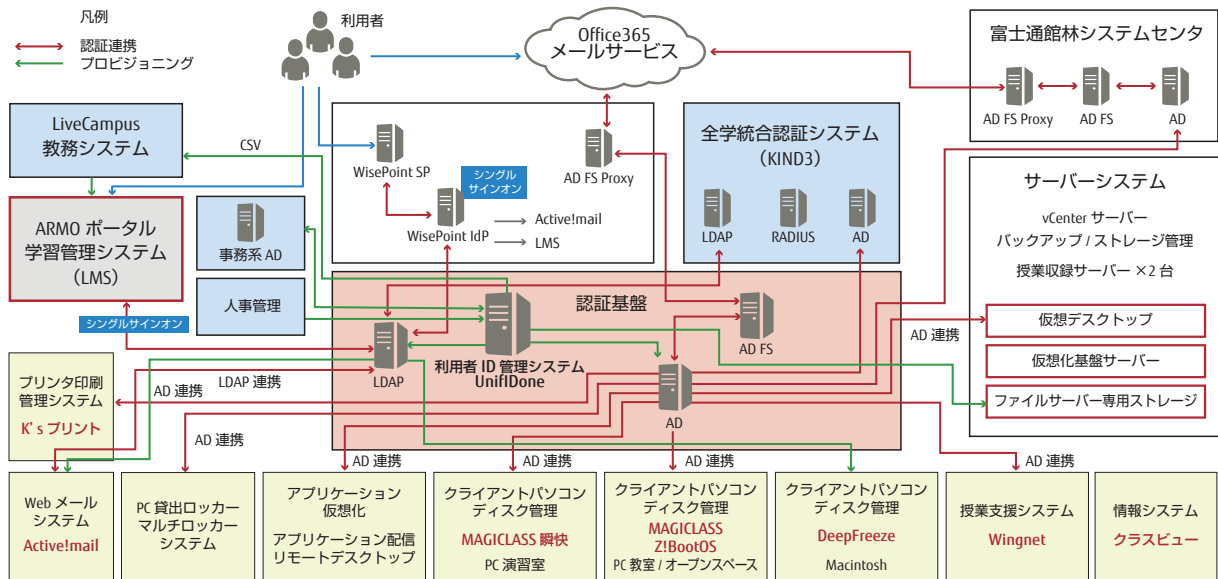 凡例
認証連携
プロビジョニング
利用者
Office365
メールサービス
富士通館林システムセンタ
AD FS Proxy
AD FS
AD
LiveCampus
教務システム
CSV
WisePoint SP
シングル
サインオン
WisePoint IdP
Active!mail
LMS
AD FS Proxy
全学統合認証システム
(KIND3)
LDAP
RADIUS
AD
サーバーシステム
vCenter サーバー
バックアップ / ストレージ管理
授業収録サーバー ×2 台
仮想デスクトップ
仮想化基盤サーバー
ファイルサーバー専用ストレージ
ARMO ポータル
学習管理システム
(LMS)
事務系 AD
人事管理
シングルサインオン
認証基盤
LDAP
利用者 ID 管理システム
UnifIDone
AD FS
AD
AD 連携
プリンタ印刷
管理システム
K's プリント
AD 連携
LDAP 連携
AD 連携
AD 連携
AD 連携
AD 連携
AD 連携
AD 連携
Web メール
システム
Active!mail
PC 貸出ロッカー
マルチロッカー
システム
アプリケーション
仮想化
アプリケーション配信
リモートデスクトップ
クライアントパソコン
ディスク管理
MAGICLASS 瞬快
PC 演習室
クライアントパソコン
ディスク管理
MAGICLASS
Z!BootOS
PC 教室 / オープンスペース
クライアントパソコン
ディスク管理
DeepFreeze
Macintosh
授業支援システム
Wingnet
情報システム
クラスビュー